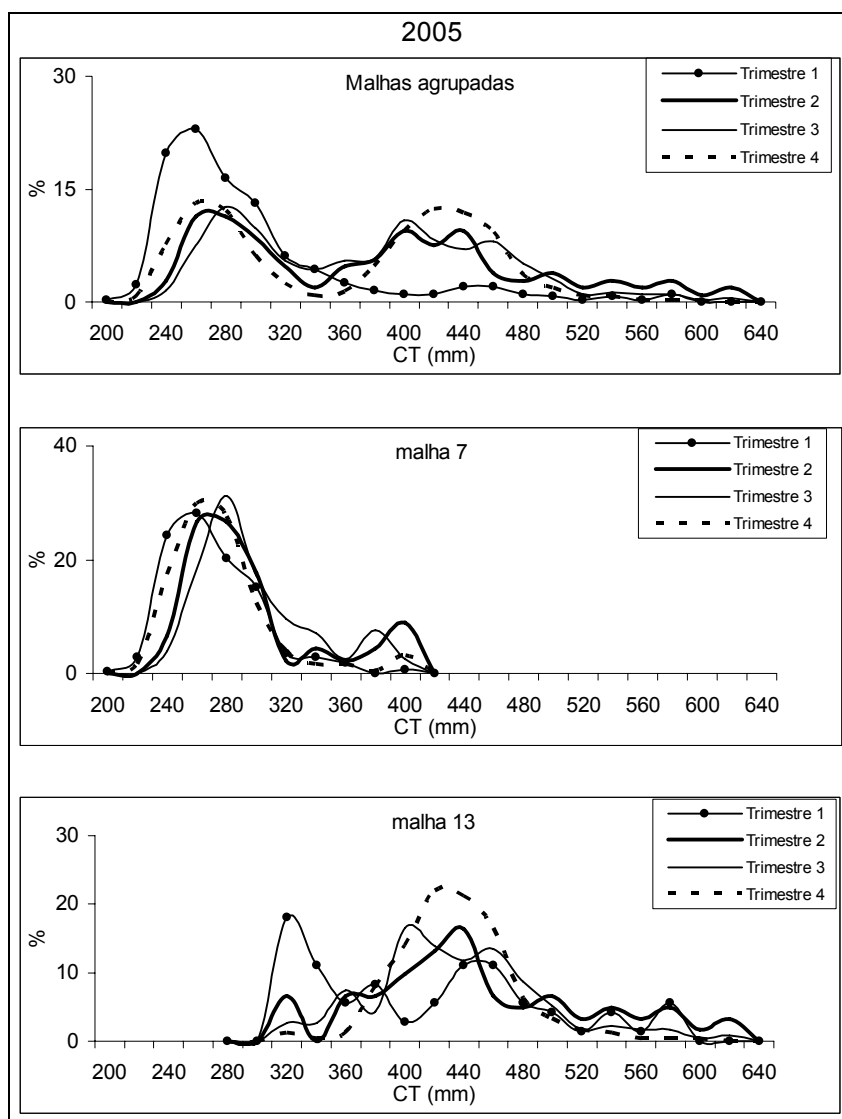 2005
Malhas agrupadas
Trimestre 1
Trimestre 2
Trimestre 3
Trimestre 4
30
15
0
%
200 240 280 320 360 400 440 480 520 560 600 640
CT (mm)
malha 7
Trimestre 1
Trimestre 2
Trimestre 3
Trimestre 4
40
20
0
%
200 240 280 320 360 400 440 480 520 560 600 640
CT (mm)
malha 13
Trimestre 1
Trimestre 2
Trimestre 3
Trimestre 4
30
20
10
0
%
200 240 280 320 360 400 440 480 520 560 600 640
CT (mm)